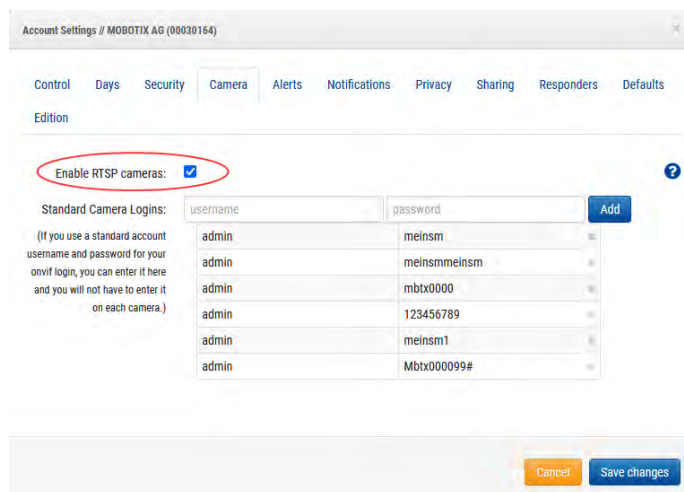 Account Settings // MOBOTIX AG (00030164)
Control Days Security Camera Alerts Notifications Privacy Sharing Responders Defaults
Edition
Enable RTSP cameras:
Standard Camera Logins: username password Add
(If you use a standard account
username and password for your
onvif login, you can enter it here
and you will not have to enter it
on each camera.)
admin meinsm
admin meinsmmeinsm
admin mbtx0000
admin 123456789
admin meinsm1
admin Mbtx000099#
Cancel Save changes